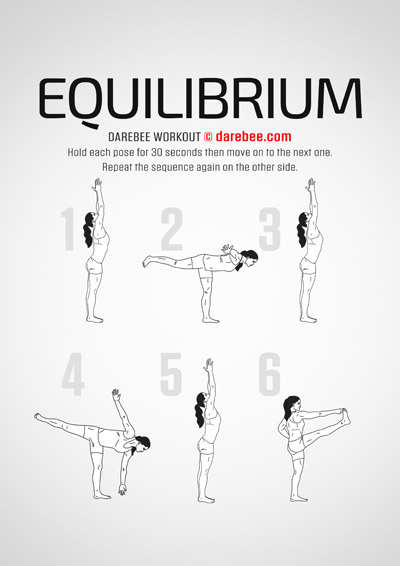 EQUILIBRIUM
DAREBEE WORKOUT © darebee.com
Hold each pose for 30 seconds then move on to the next one.
Repeat the sequence again on the other side.
1 2 3
4 5 6